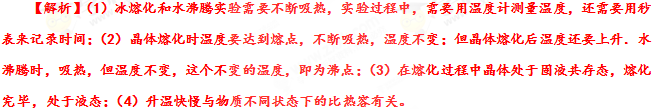 【解析】（1）冰熔化和水沸腾实验需要不断吸热，实验过程中，需要用温度计测量温度，还需要用秒
表来记录时间；（2）晶体熔化时温度要达到熔点，不断吸热，温度不变；但晶体熔化后温度还要上升．水
沸腾时，吸热，但温度不变，这个不变的温度，即为沸点；（3）在熔化过程中晶体处于固液共存态，熔化
完毕，处于液态；（4）升温快慢与物质不同状态下的比热容有关。